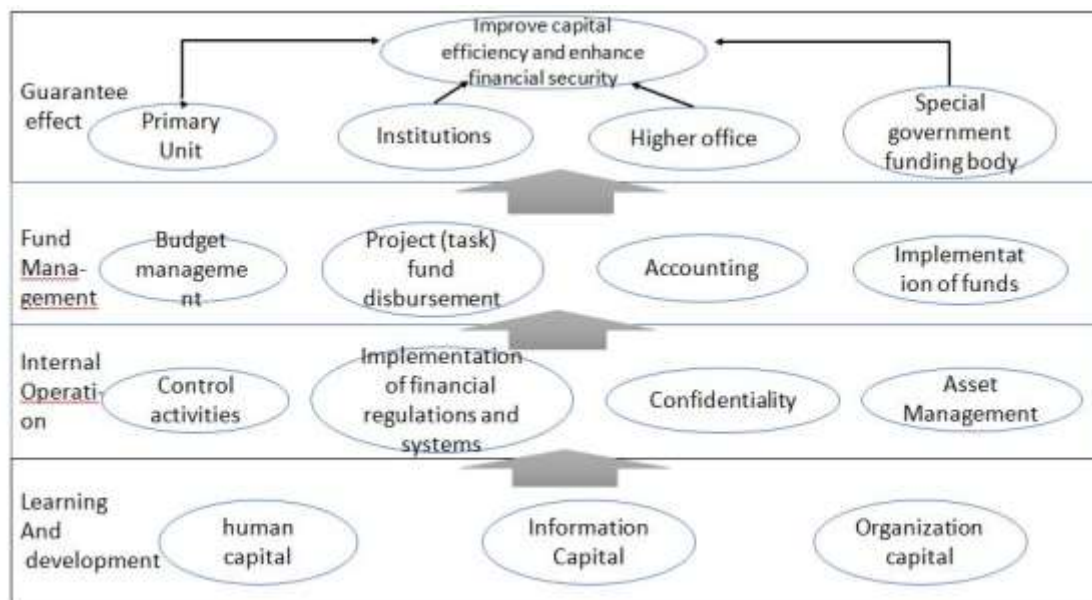 Improve capital
efficiency and enhance
financial security
Guarantee
effect
Primary
Unit
Institutions
Higher office
Special
government
funding body
Fund
Mana-
gement
Budget
manageme
nt
Project (task)
fund
disbursement
Accounting
Implementat
ion of funds
Internal
Operati-
on
Control
activities
Implementation
of financial
regulations and
systems
Confidentiality
Asset
Management
Learning
And
development
human
capital
Information
Capital
Organization
capital